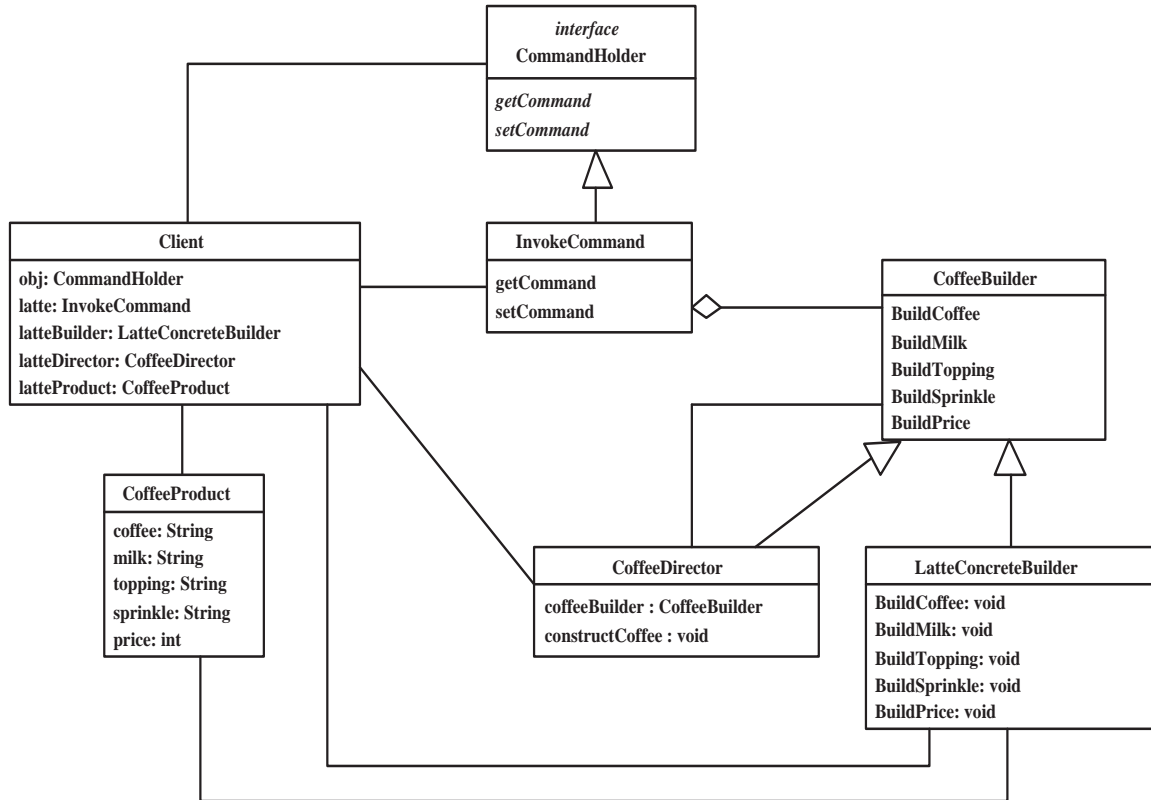 interface
CommandHolder
getCommand
setCommand
Client
obj: CommandHolder
latte: InvokeCommand
latteBuilder: LatteConcreteBuilder
latteDirector: CoffeeDirector
latteProduct: CoffeeProduct
InvokeCommand
getCommand
setCommand
CoffeeBuilder
BuildCoffee
BuildMilk
BuildTopping
BuildSprinkle
BuildPrice
CoffeeProduct
coffee: String
milk: String
topping: String
sprinkle: String
price: int
CoffeeDirector
coffeeBuilder : CoffeeBuilder
constructCoffee : void
LatteConcreteBuilder
BuildCoffee: void
BuildMilk: void
BuildTopping: void
BuildSprinkle: void
BuildPrice: void